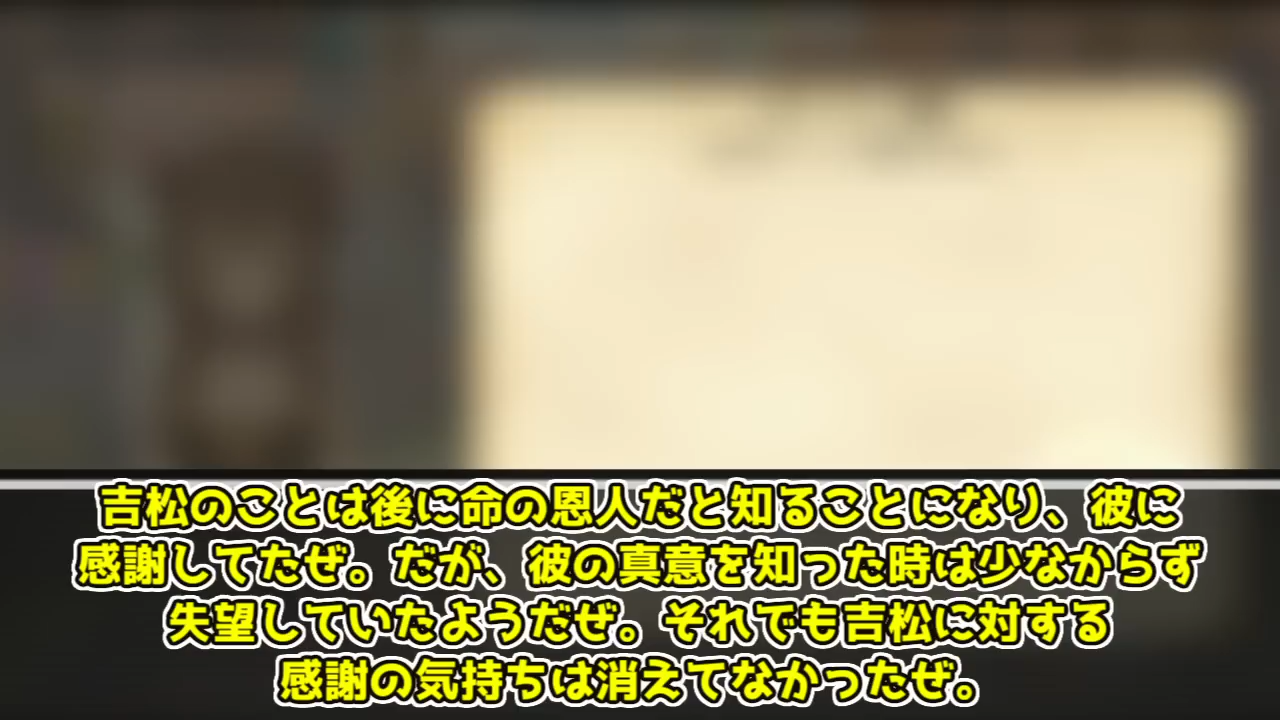 吉松のことは後に命の恩人だと知ることになり、彼に
感謝してたぜ。だが、彼の真意を知った時は少なからず
失望していたようだぜ。それでも吉松に対する
感謝の気持ちは消えてなかったぜ。